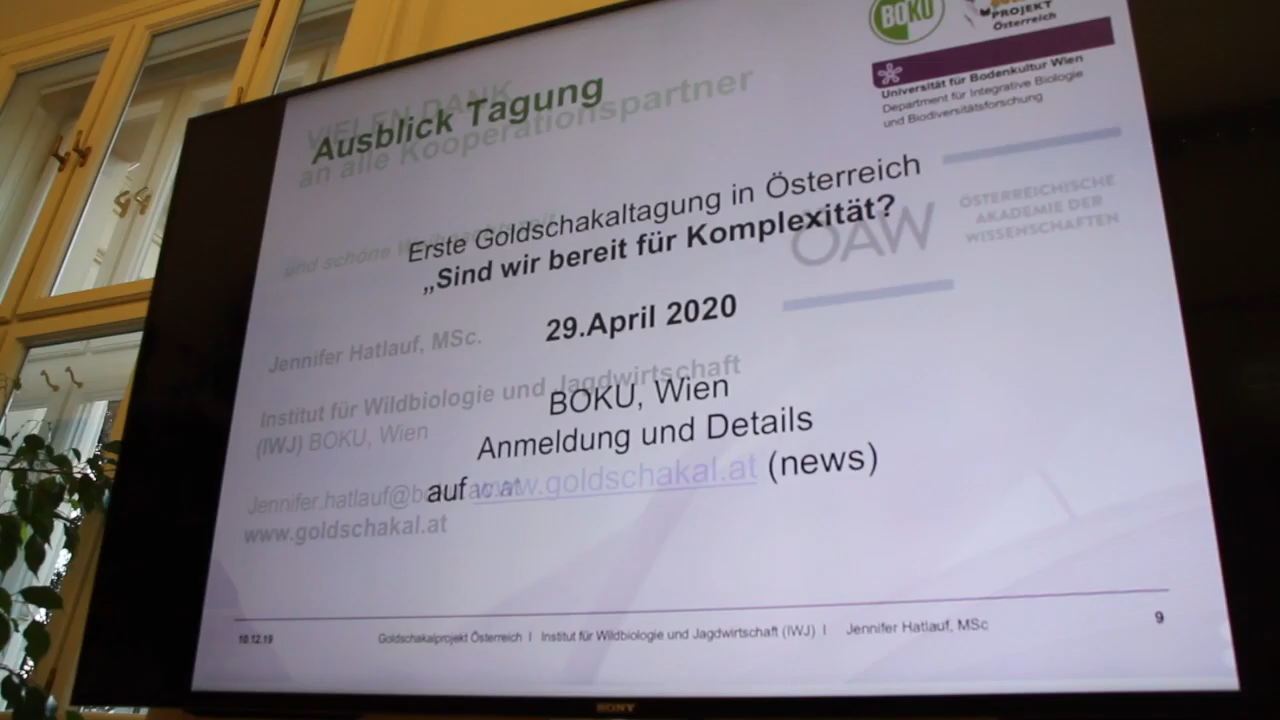 BOKU
PROJEKT
Österreich
Universität für Bodenkultur Wien
Department für Integrative Biologie
und Biodiversitätsforschung
VIELEN DANK
an alle Kooperationspartner
Ausblick Tagung
Erste Goldschakaltagung in Österreich
„Sind wir bereit für Komplexität?
und schöne
ÖAW
ÖSTERREICHISCHE
AKADEMIE DER
WISSENSCHAFTEN
29.April 2020
Jennifer Hatlauf, MSc.
Institut für Wildbiologie und Jagdwirtschaft
(IWJ) BOKU, Wien
BOKU, Wien
Anmeldung und Details
auf www.goldschakal.at (news)
www.goldschakal.at
10.12.19
Goldschakalprojekt Österreich I Institut für Wildbiologie und Jagdwirtschaft (IWJ) I Jennifer Hatlauf, MSc
9
SONY